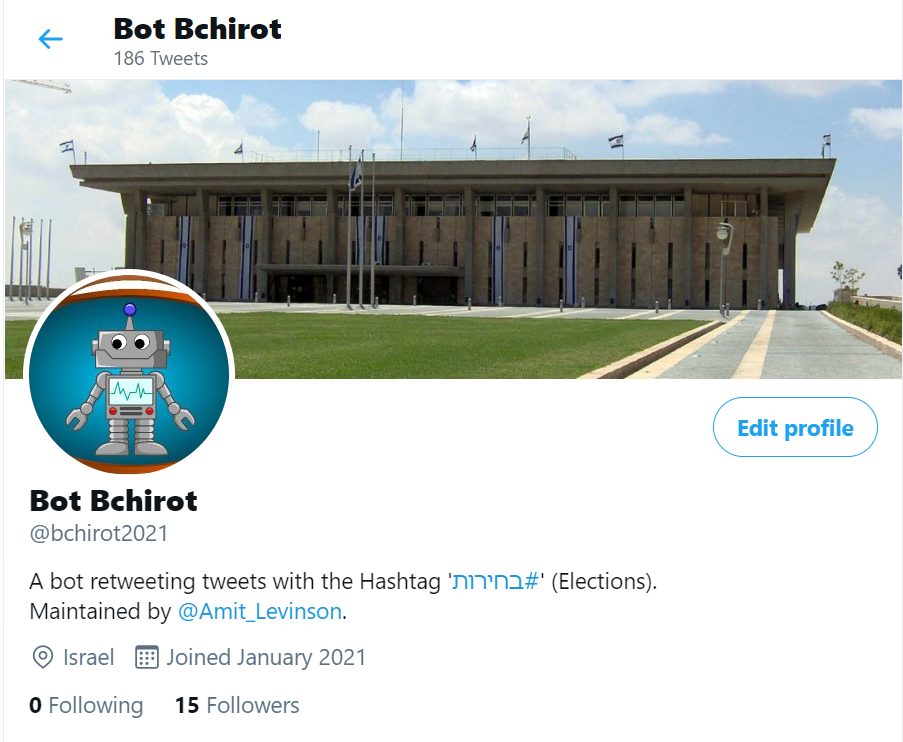 Bot Bchirot
186 Tweets
Edit profile
Bot Bchirot
@bchirot2021
A bot retweeting tweets with the Hashtag '#בחירות' (Elections).
Maintained by @Amit_Levinson.
Israel Joined January 2021
0 Following 15 Followers